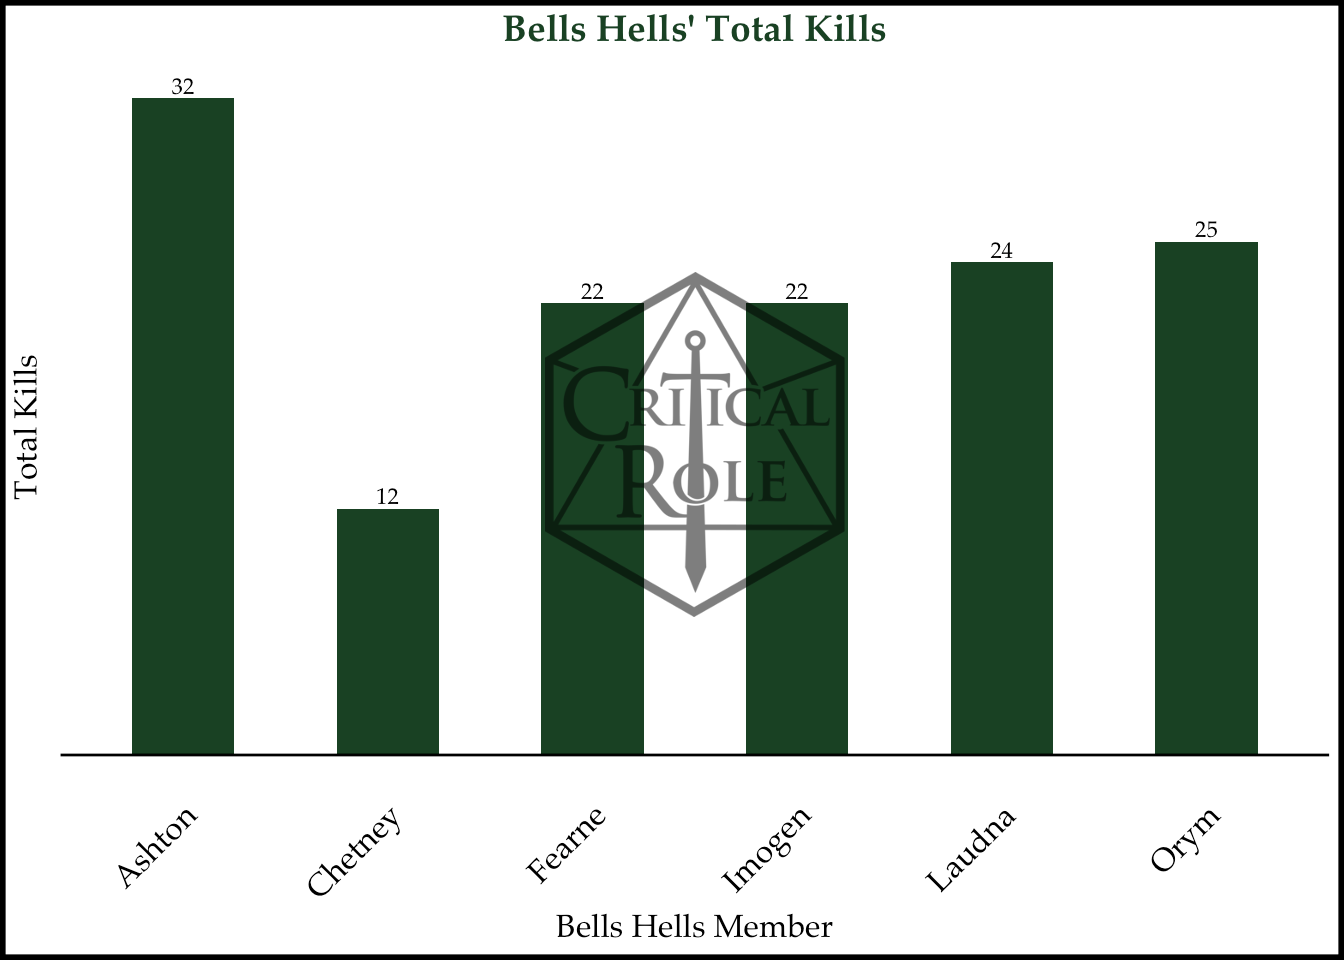 Bells Hells' Total Kills
32
12
22
22
24
25
CRITICAL
ROLE
Total Kills
Ashton
Chetney
Fearne
Imogen
Laudna
Orym
Bells Hells Member